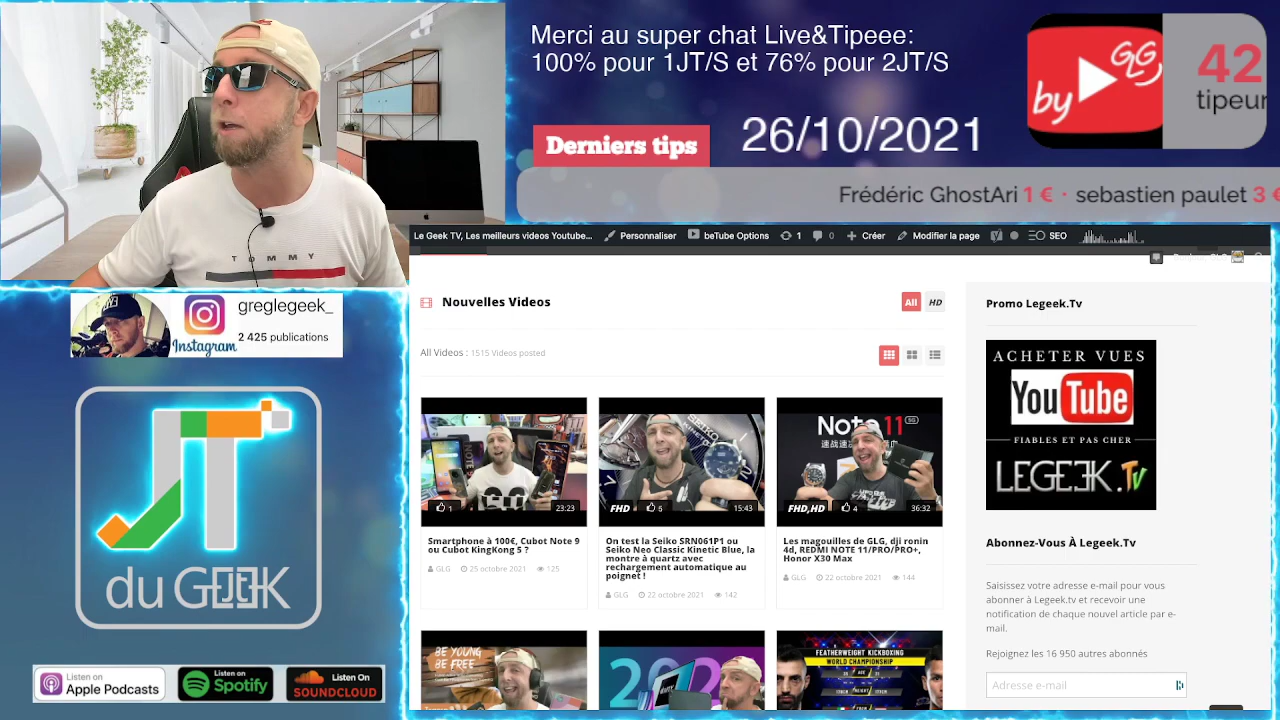 Merci au super chat Live&Tipeee:
100% pour 1JT/S et 76% pour 2JT/S
by GLG
42
tipeur
Derniers tips
26/10/2021
Frédéric GhostAri 1 € · sebastien paulet 3 €
TOMMY
Le Geek TV, Les meilleurs videos Youtube... Personnaliser beTube Options 1 0 Créer Modifier la page SEO
greglegeek_
2 425 publications
Instagram
JT
du GEEK
Listen on
Apple Podcasts
Listen on
Spotify
Listen On
SOUNDCLOUD
Nouvelles Videos
All HD
All Videos : 1515 Videos posted
1 23:23
Smartphone à 100€, Cubot Note 9
ou Cubot KingKong 5 ?
GLG 25 octobre 2021 125
SEIKO
FHD 5 15:43
On test la Seiko SRN061P1 ou
Seiko Neo Classic Kinetic Blue, la
montre à quartz avec
rechargement automatique au
poignet !
GLG 22 octobre 2021 142
Note 11 5G
FHD,HD 4 36:32
Les magouilles de GLG, dji ronin
4d, REDMI NOTE 11/PRO/PRO+,
Honor X30 Max
GLG 22 octobre 2021 144
BE YOUNG
BE FREE
FEATHERWEIGHT KICKBOXING
WORLD CHAMPIONSHIP
Promo Legeek.Tv
ACHETER VUES
YouTube
FIABLES ET PAS CHER
LEGEEK.TV
Abonnez-Vous À Legeek.Tv
Saisissez votre adresse e-mail pour vous
abonner à Legeek.tv et recevoir une
notification de chaque nouvel article par e-
mail.
Rejoignez les 16 950 autres abonnés
Adresse e-mail